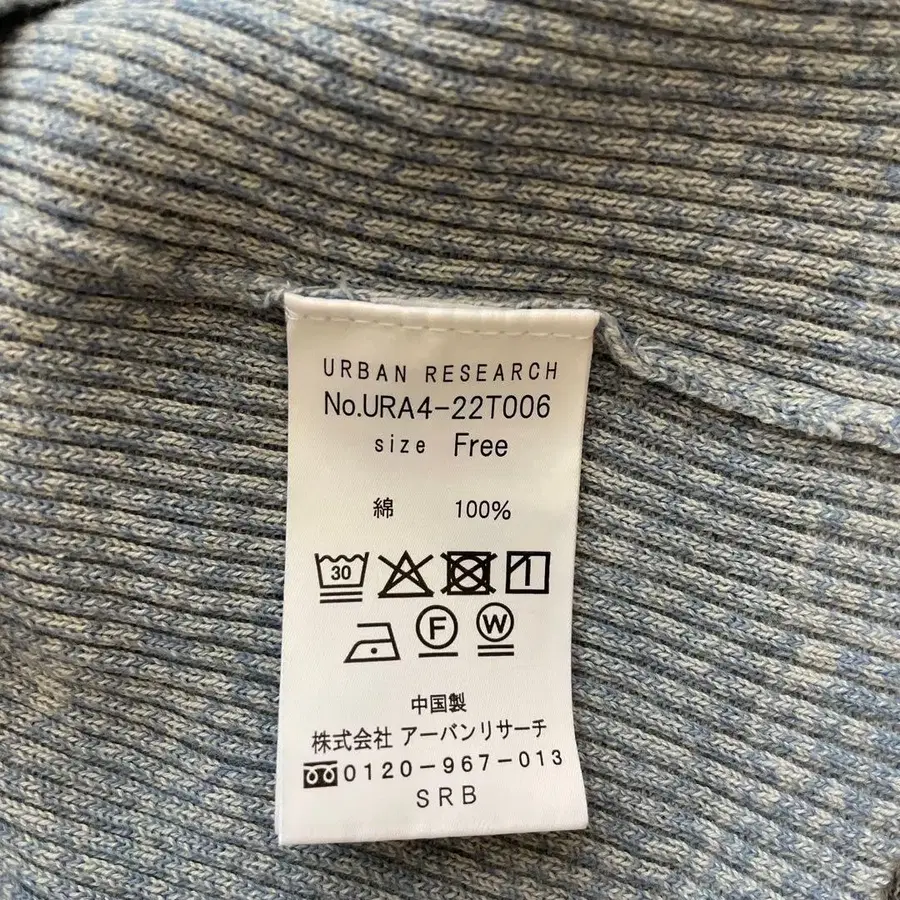 URBAN RESEARCH
No.URA4-22T006
size Free
綿 100%
30
F W
中国製
株式会社 アーバンリサーチ
0120-967-013
SRB